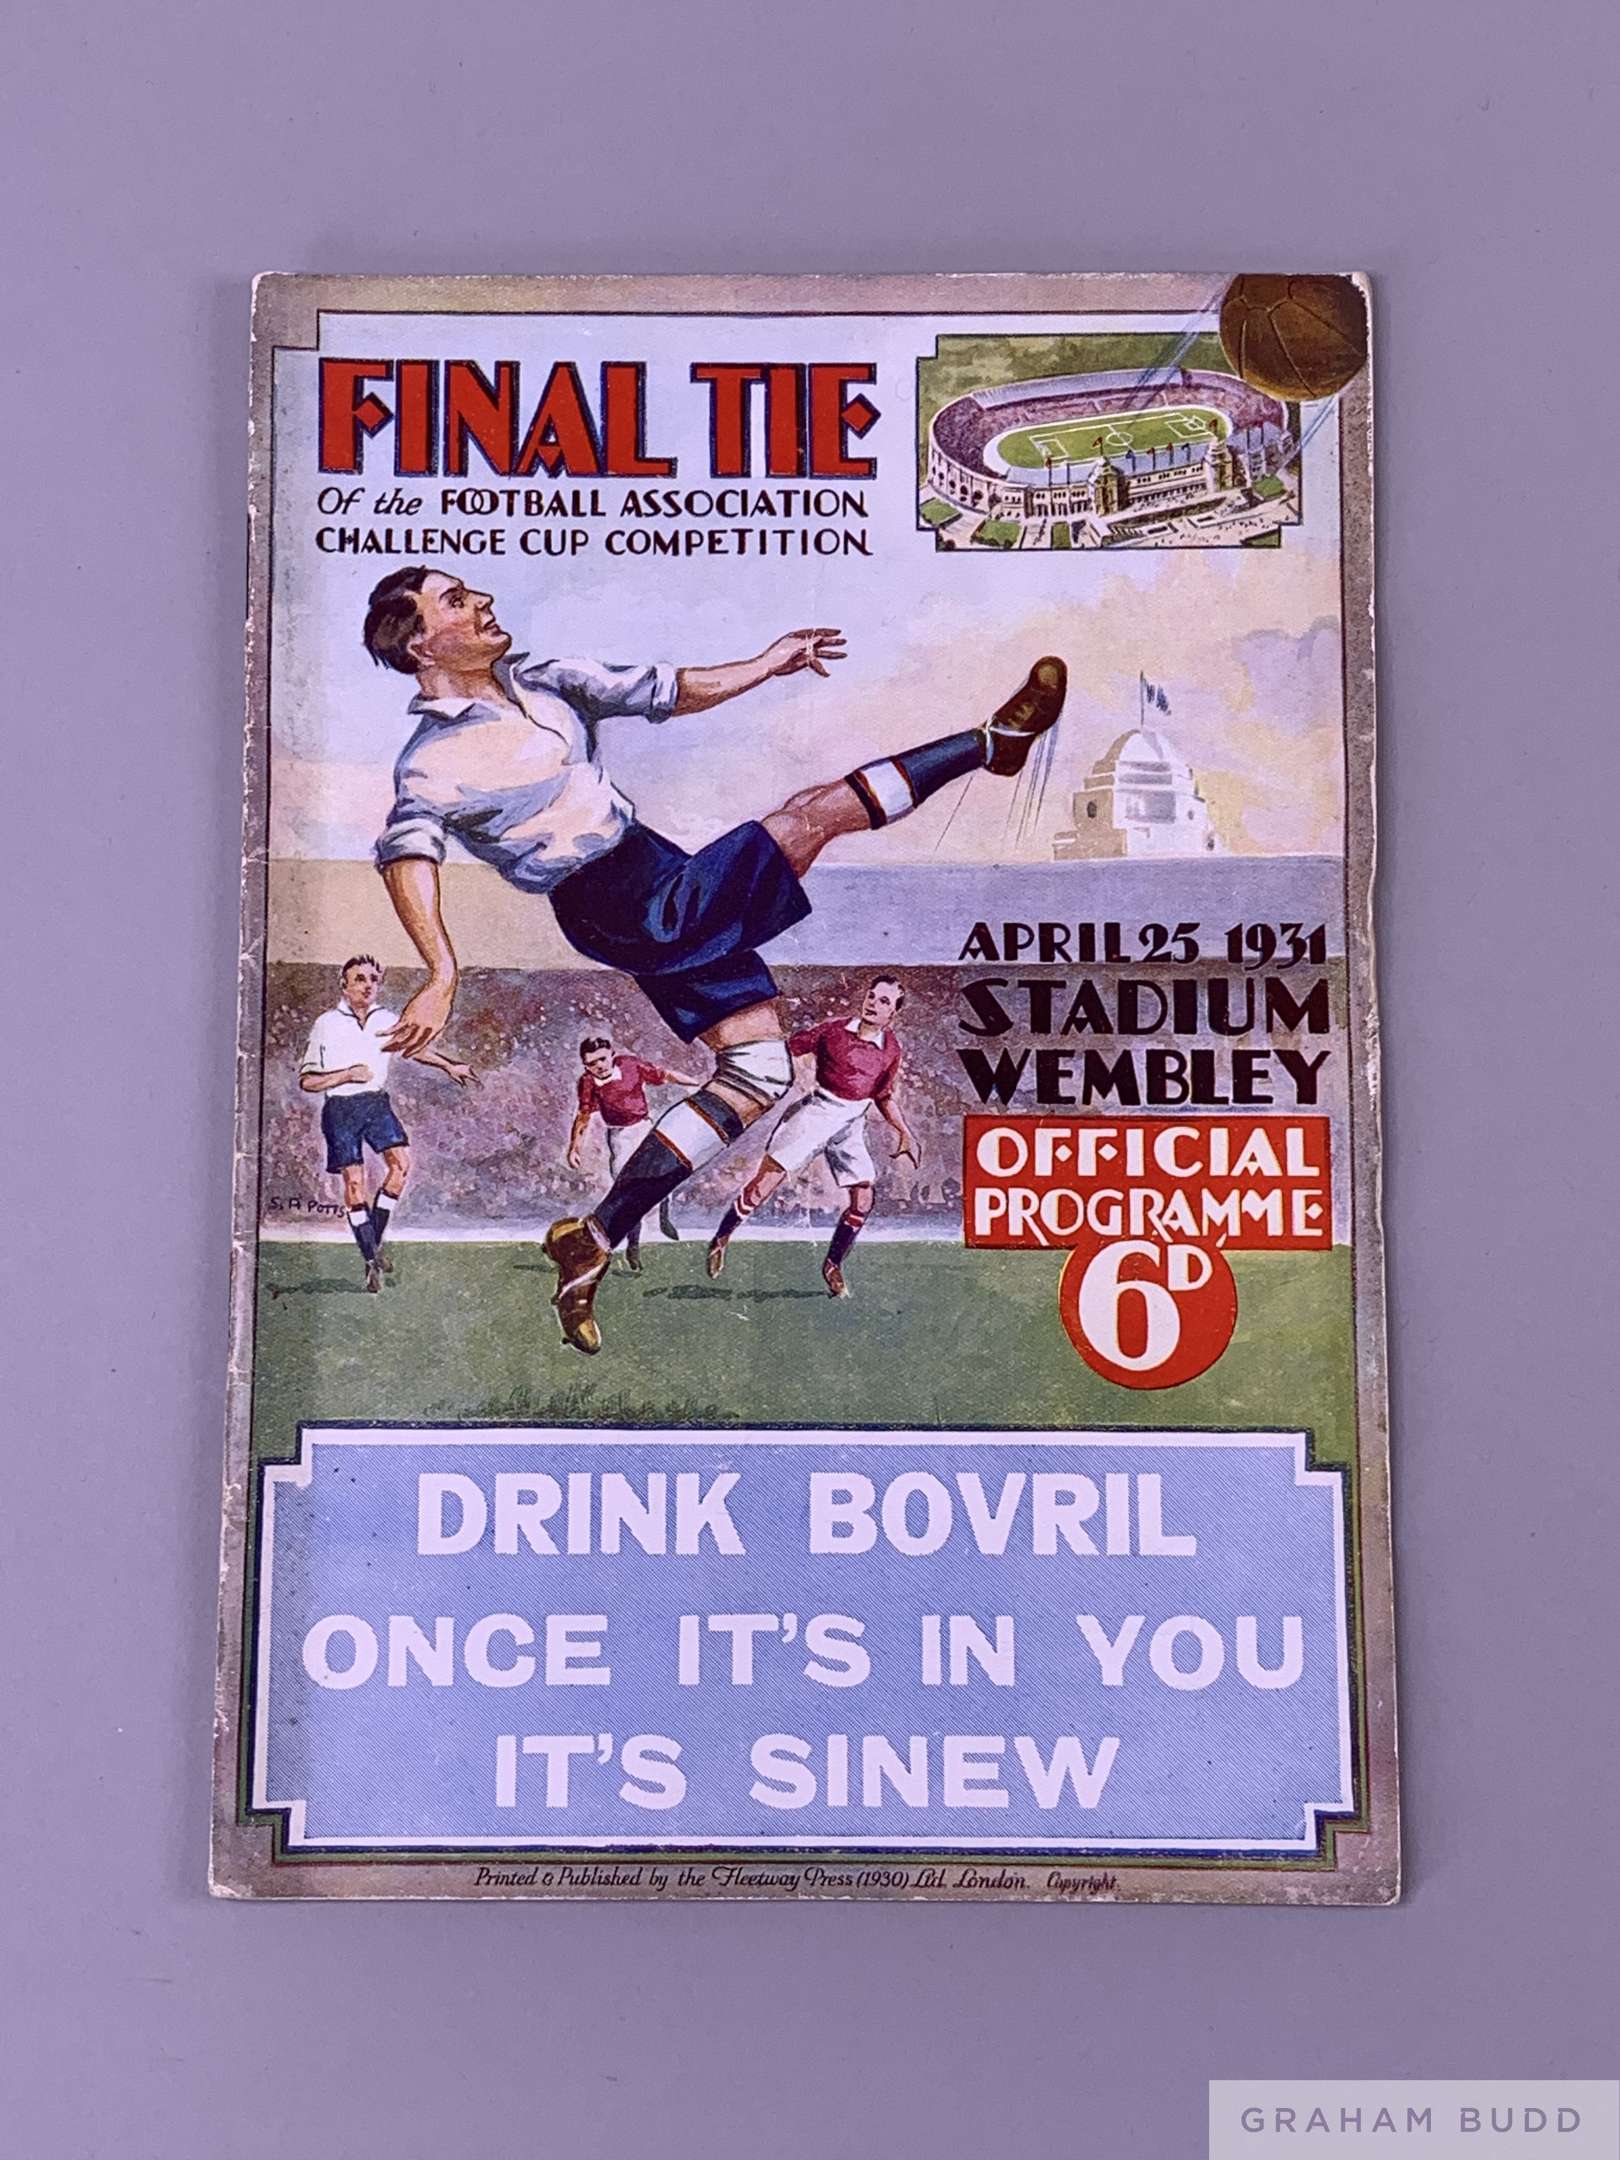 FINAL TIE
Of the FOOTBALL ASSOCIATION
CHALLENGE CUP COMPETITION
APRIL 25 1931
STADIUM
WEMBLEY
OFFICIAL
PROGRAMME
6D
S. D. POTTS
DRINK BOVRIL
ONCE IT'S IN YOU
IT'S SINEW
Printed & Published by the Fleetway Press (1930) Ltd. London. Copyright.
GRAHAM BUDD